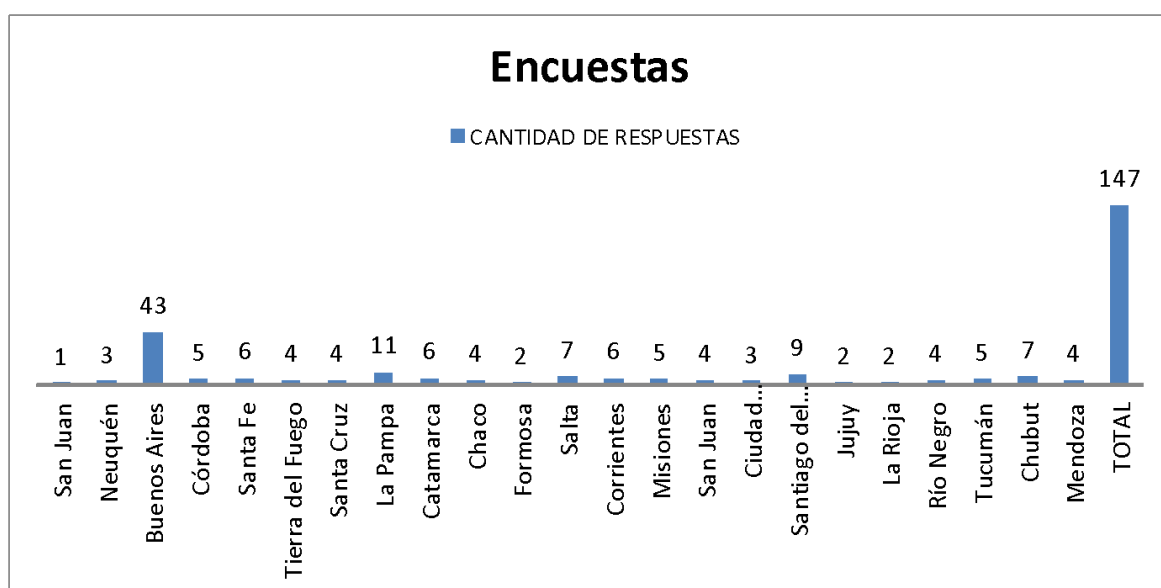 Encuestas
CANTIDAD DE RESPUESTAS
147
43
1
3
5
6
4
4
11
6
4
2
7
6
5
4
3
9
2
2
4
5
7
4
San Juan
Neuquén
Buenos Aires
Córdoba
Santa Fe
Tierra del Fuego
Santa Cruz
La Pampa
Catamarca
Chaco
Formosa
Salta
Corrientes
Misiones
San Juan
Ciudad...
Santiago del...
Jujuy
La Rioja
Río Negro
Tucumán
Chubut
Mendoza
TOTAL